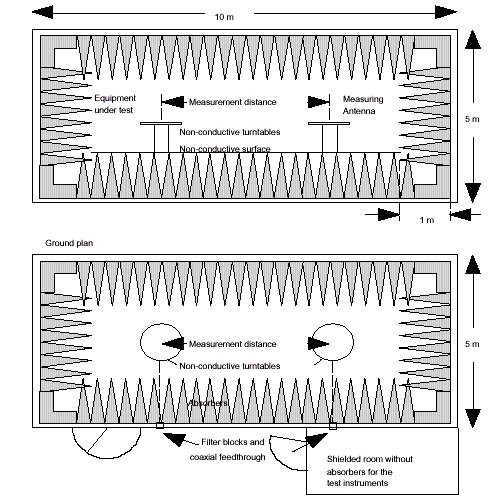 10 m
Equipment
under test
Measurement distance
Measuring
Antenna
Non-conductive turntables
Non-conductive surface
5 m
1 m
Ground plan
Measurement distance
5 m
Non-conductive turntables
Absorbers
Filter blocks and
coaxial feedthrough
Shielded room without
absorbers for the
test instruments